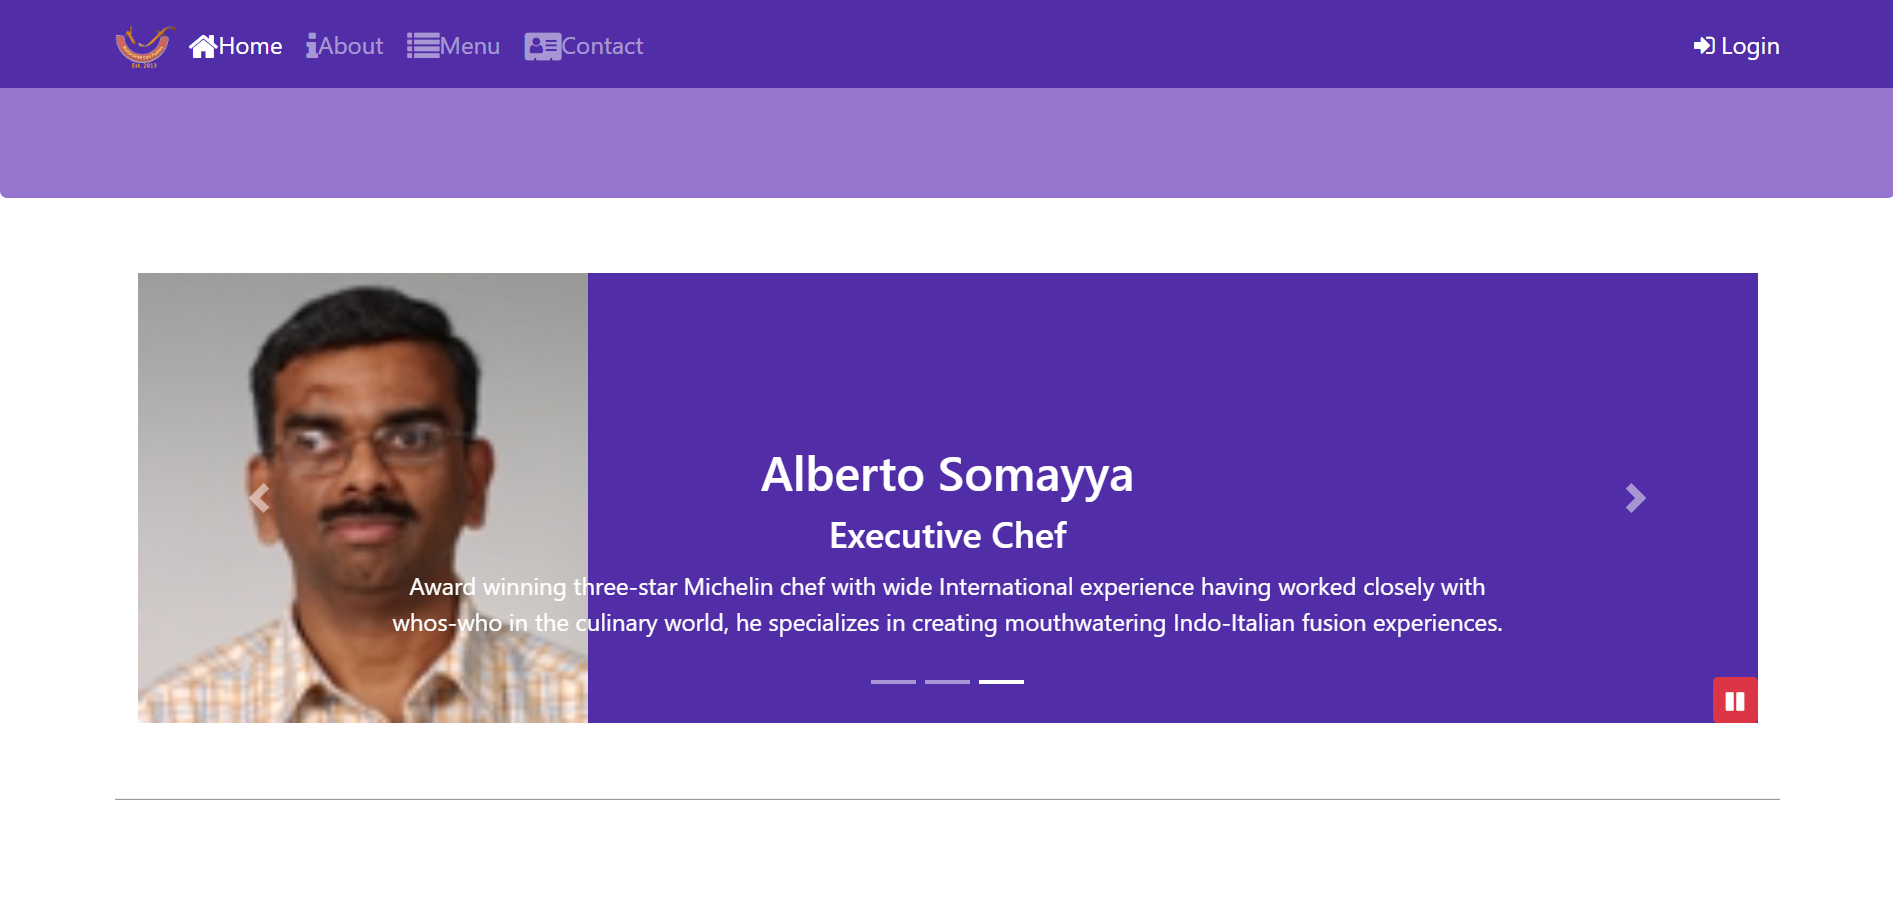 Est. 2013
Home
About
Menu
Contact
Login
Alberto Somayya
Executive Chef
Award winning three-star Michelin chef with wide International experience having worked closely with
whos-who in the culinary world, he specializes in creating mouthwatering Indo-Italian fusion experiences.